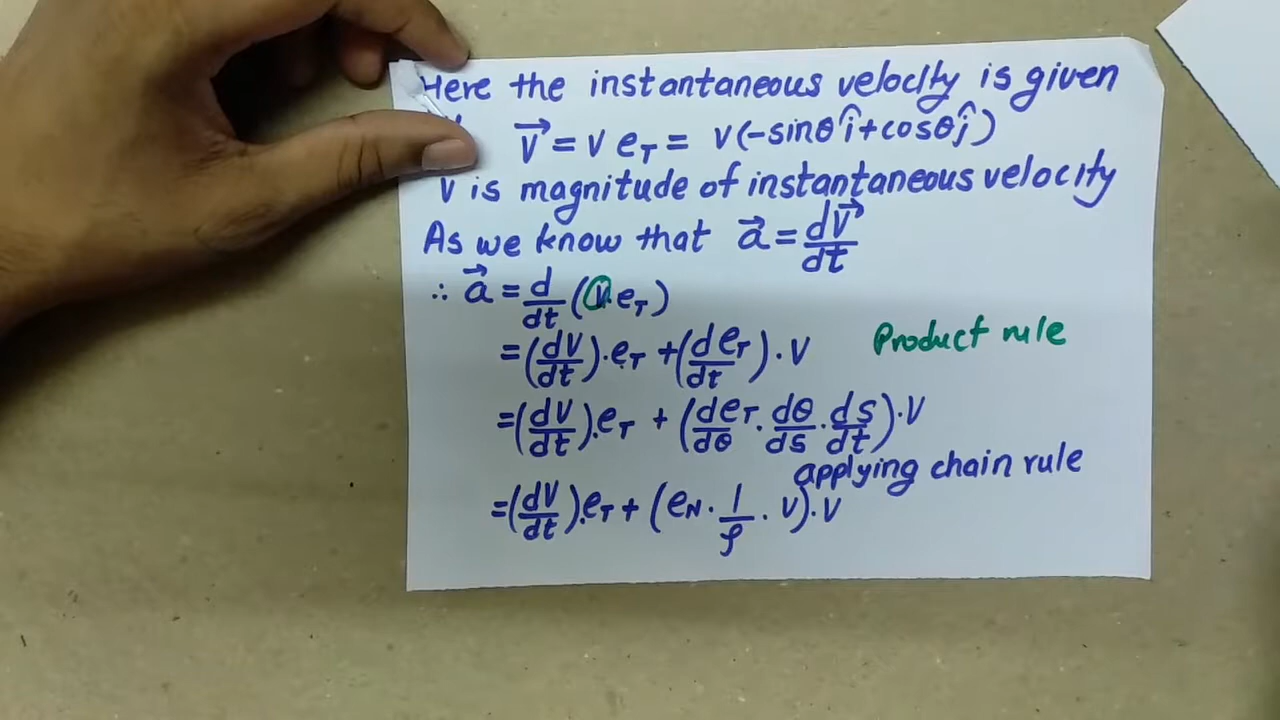 Here the instantaneous velocity is given
V⃗ = v e_T = v(-sinθ î + cosθ ĵ)
v is magnitude of instantaneous velocity
As we know that a⃗ = dV⃗/dt
∴ a⃗ = d/dt (v e_T)
= (dv/dt)·e_T + (de_T/dt)·v Product rule
= (dv/dt).e_T + (de_T/dθ · dθ/ds · ds/dt)·v
applying chain rule
= (dv/dt).e_T + (e_N · 1/ρ · v)·v